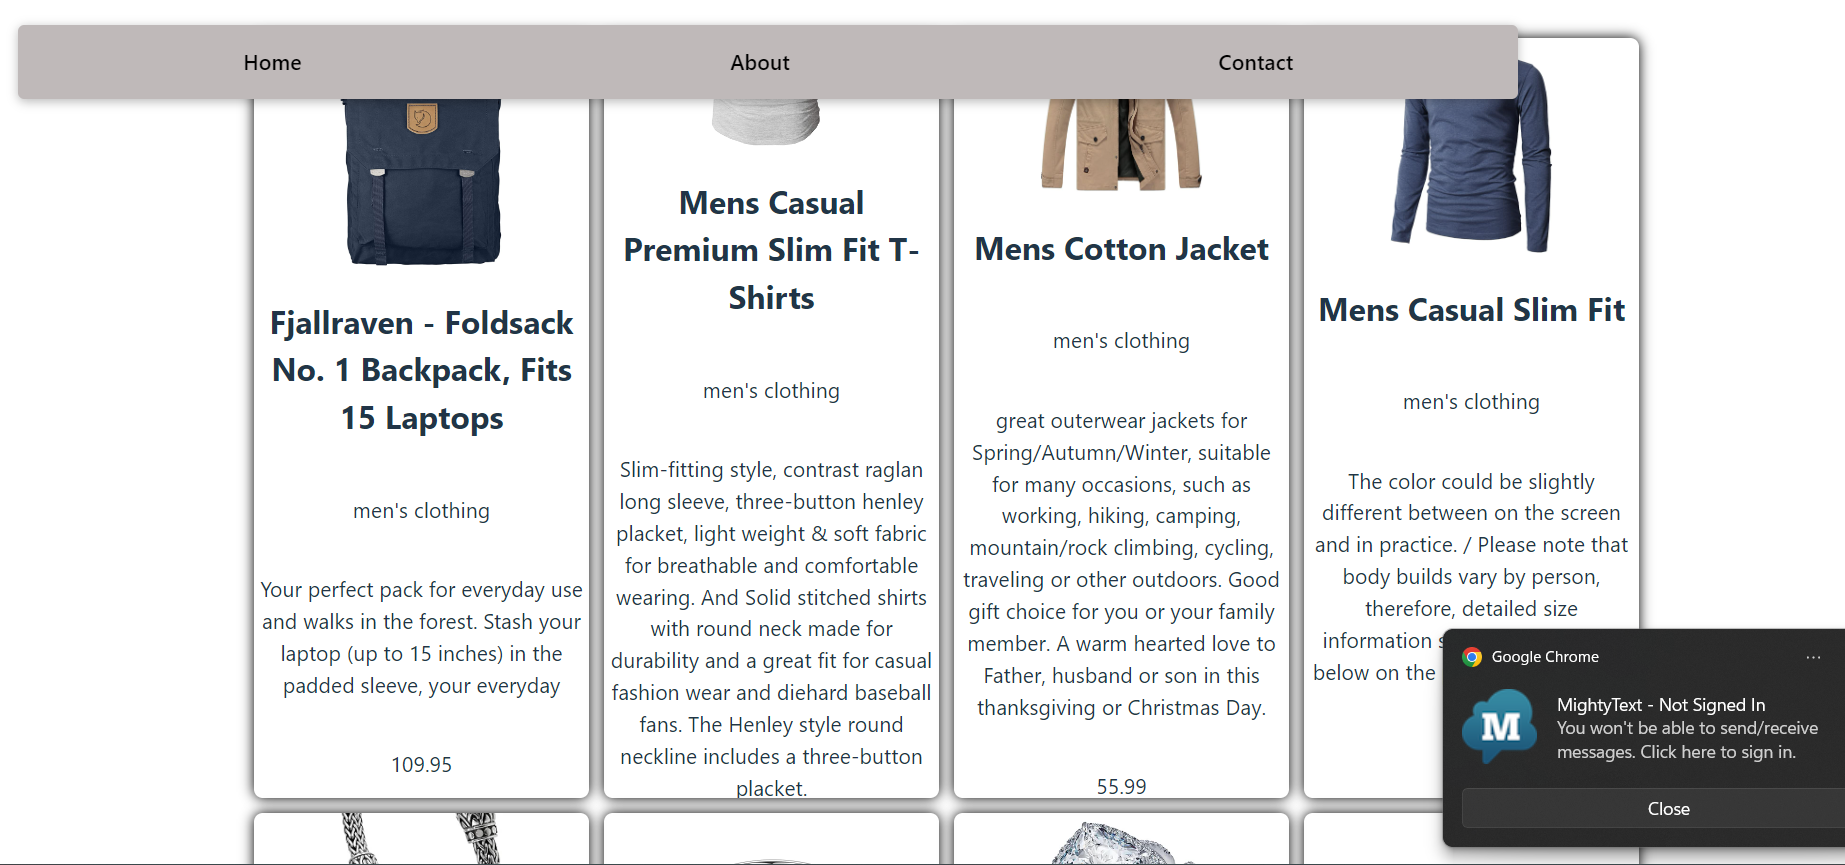 Home
About
Contact
Fjallraven - Foldsack
No. 1 Backpack, Fits
15 Laptops
men's clothing
Your perfect pack for everyday use
and walks in the forest. Stash your
laptop (up to 15 inches) in the
padded sleeve, your everyday
109.95
Mens Casual
Premium Slim Fit T-
Shirts
men's clothing
Slim-fitting style, contrast raglan
long sleeve, three-button henley
placket, light weight & soft fabric
for breathable and comfortable
wearing. And Solid stitched shirts
with round neck made for
durability and a great fit for casual
fashion wear and diehard baseball
fans. The Henley style round
neckline includes a three-button
placket.
Mens Cotton Jacket
men's clothing
great outerwear jackets for
Spring/Autumn/Winter, suitable
for many occasions, such as
working, hiking, camping,
mountain/rock climbing, cycling,
traveling or other outdoors. Good
gift choice for you or your family
member. A warm hearted love to
Father, husband or son in this
thanksgiving or Christmas Day.
55.99
Mens Casual Slim Fit
men's clothing
The color could be slightly
different between on the screen
and in practice. / Please note that
body builds vary by person,
therefore, detailed size
information
below on the
Google Chrome
M
MightyText - Not Signed In
You won't be able to send/receive
messages. Click here to sign in.
Close